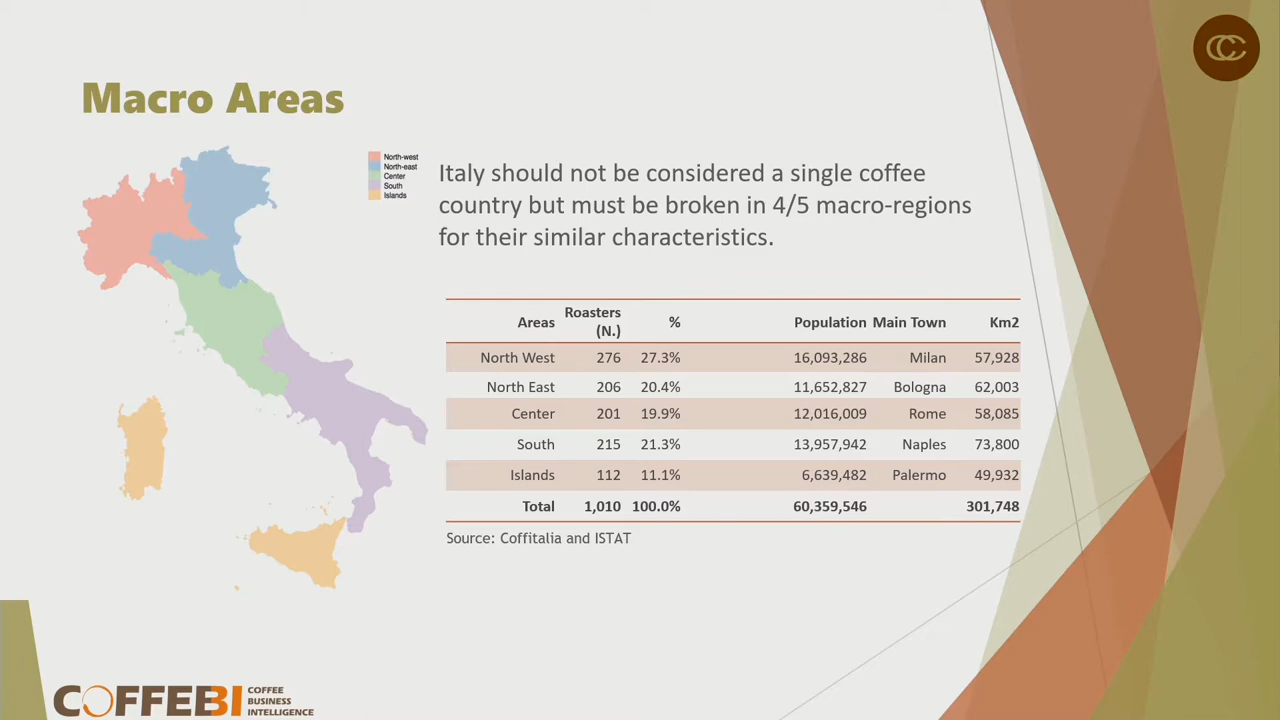 Macro Areas
North-west
North-east
Center
South
Islands
Italy should not be considered a single coffee
country but must be broken in 4/5 macro-regions
for their similar characteristics.
Areas Roasters (N.) % Population Main Town Km2
North West 276 27.3% 16,093,286 Milan 57,928
North East 206 20.4% 11,652,827 Bologna 62,003
Center 201 19.9% 12,016,009 Rome 58,085
South 215 21.3% 13,957,942 Naples 73,800
Islands 112 11.1% 6,639,482 Palermo 49,932
Total 1,010 100.0% 60,359,546 301,748
Source: Coffitalia and ISTAT
COFFEEBI
COFFEE
BUSINESS
INTELLIGENCE